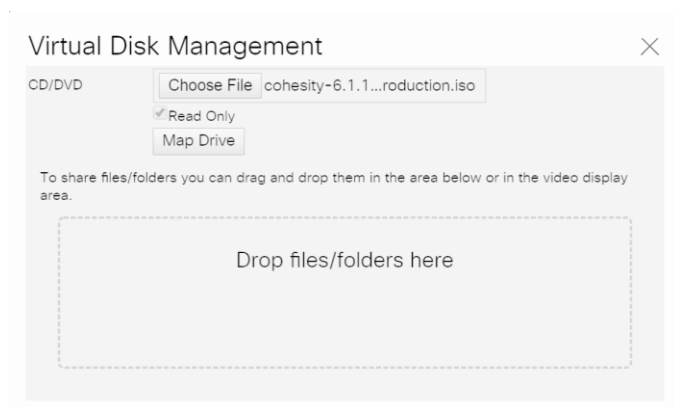 Virtual Disk Management
CD/DVD
Choose File cohesity-6.1.1...roduction.iso
Read Only
Map Drive
To share files/folders you can drag and drop them in the area below or in the video display
area.
Drop files/folders here